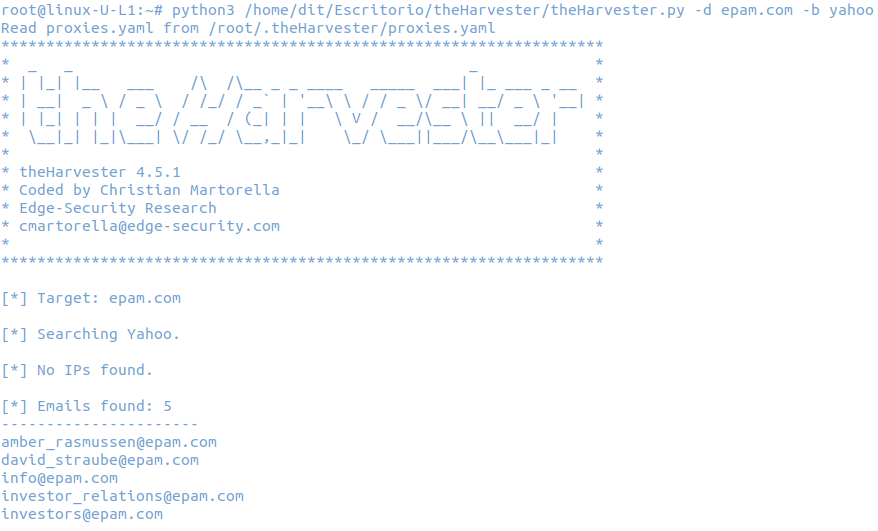 root@linux-U-L1:~# python3 /home/dit/Escritorio/theHarvester/theHarvester.py -d epam.com -b yahoo
Read proxies.yaml from /root/.theHarvester/proxies.yaml
*******************************************************************
*  _   _                                            _             *
* | |_| |__   ___    /\  /\__ _ _ ____   _____  ___| |_ ___ _ __  *
* | __|  _ \ / _ \  / /_/ / _` | '__\ \ / / _ \/ __| __/ _ \ '__| *
* | |_| | | |  __/ / __  / (_| | |   \ V /  __/\__ \ ||  __/ |    *
*  \__|_| |_|\___| \/ /_/ \__,_|_|    \_/ \___||___/\__\___|_|    *
*                                                                 *
* theHarvester 4.5.1                                              *
* Coded by Christian Martorella                                   *
* Edge-Security Research                                          *
* cmartorella@edge-security.com                                   *
*                                                                 *
*******************************************************************
[*] Target: epam.com
[*] Searching Yahoo.
[*] No IPs found.
[*] Emails found: 5
----------------------
amber_rasmussen@epam.com
david_straube@epam.com
info@epam.com
investor_relations@epam.com
investors@epam.com